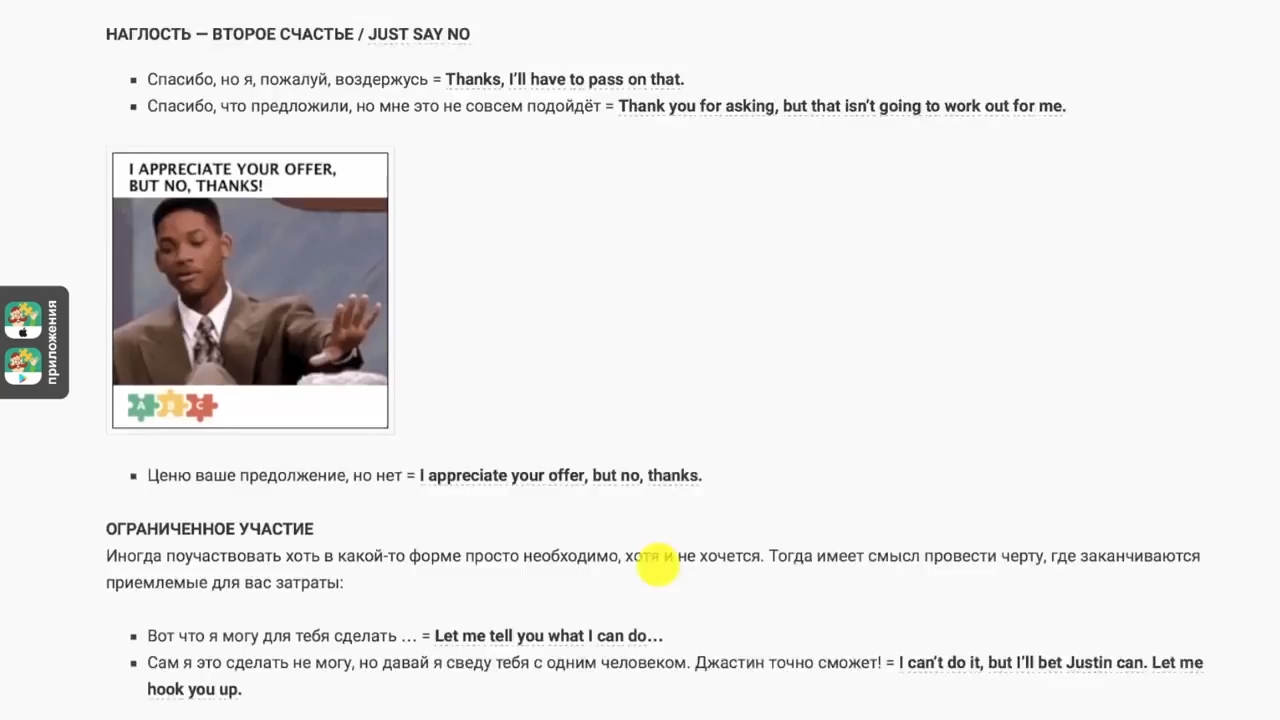 НАГЛОСТЬ — ВТОРОЕ СЧАСТЬЕ / JUST SAY NO
Спасибо, но я, пожалуй, воздержусь = Thanks, I’ll have to pass on that.
Спасибо, что предложили, но мне это не совсем подойдёт = Thank you for asking, but that isn’t going to work out for me.
I APPRECIATE YOUR OFFER,
BUT NO, THANKS!
A B C
приложения
Ценю ваше предолжение, но нет = I appreciate your offer, but no, thanks.
ОГРАНИЧЕННОЕ УЧАСТИЕ
Иногда поучаствовать хоть в какой-то форме просто необходимо, хотя и не хочется. Тогда имеет смысл провести черту, где заканчиваются
приемлемые для вас затраты:
Вот что я могу для тебя сделать … = Let me tell you what I can do…
Сам я это сделать не могу, но давай я сведу тебя с одним человеком. Джастин точно сможет! = I can’t do it, but I’ll bet Justin can. Let me
hook you up.